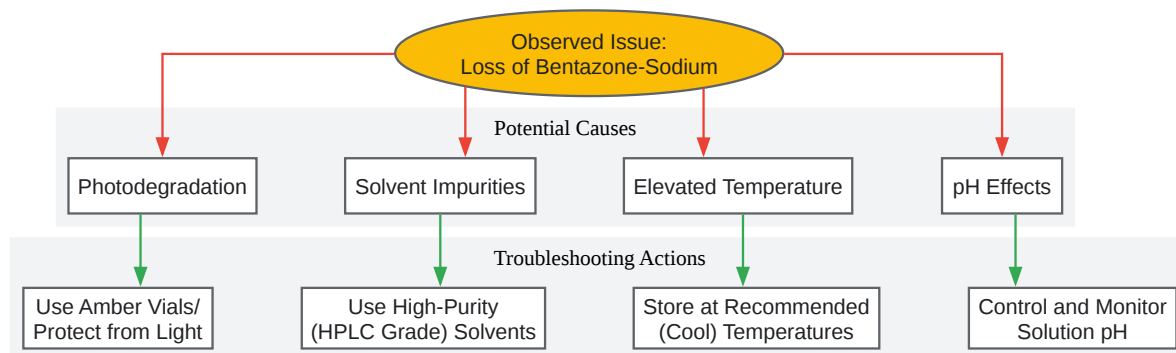 Observed Issue:
Loss of Bentazone-Sodium
Potential Causes
Photodegradation
Solvent Impurities
Elevated Temperature
pH Effects
Troubleshooting Actions
Use Amber Vials/
Protect from Light
Use High-Purity
(HPLC Grade) Solvents
Store at Recommended
(Cool) Temperatures
Control and Monitor
Solution pH